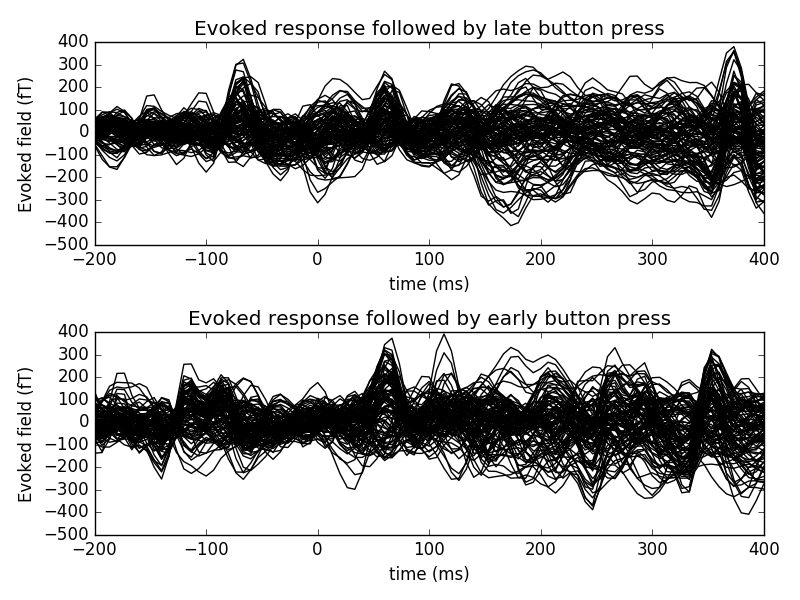 Evoked response followed by late button press
400
300
200
100
0
−100
−200
−300
−400
−500
Evoked field (fT)
−200 −100 0 100 200 300 400
time (ms)
Evoked response followed by early button press
400
300
200
100
0
−100
−200
−300
−400
−500
Evoked field (fT)
−200 −100 0 100 200 300 400
time (ms)